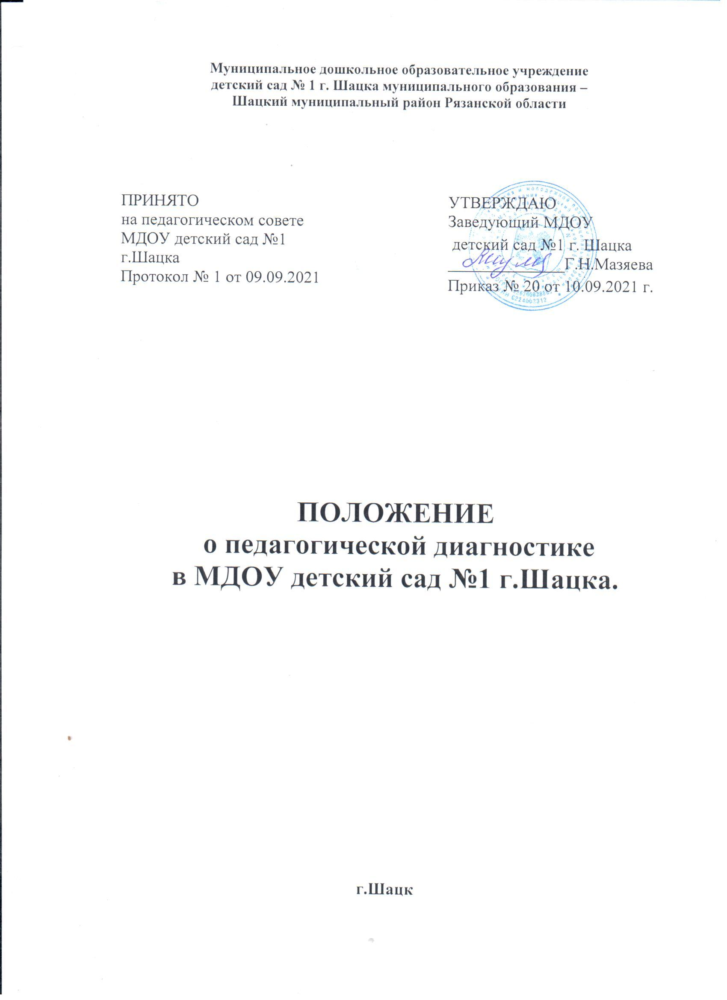 Муниципальное дошкольное образовательное учреждение
детский сад № 1 г. Шацка муниципального образования –
Шацкий муниципальный район Рязанской области
ПРИНЯТО
на педагогическом совете
МДОУ детский сад №1
г.Шацка
Протокол № 1 от 09.09.2021
УТВЕРЖДАЮ
Заведующий МДОУ
детский сад №1 г. Шацка
Г.Н.Мазяева
Приказ № 20 от 10.09.2021 г.
ПОЛОЖЕНИЕ
о педагогической диагностике
в МДОУ детский сад №1 г.Шацка.
г.Шацк